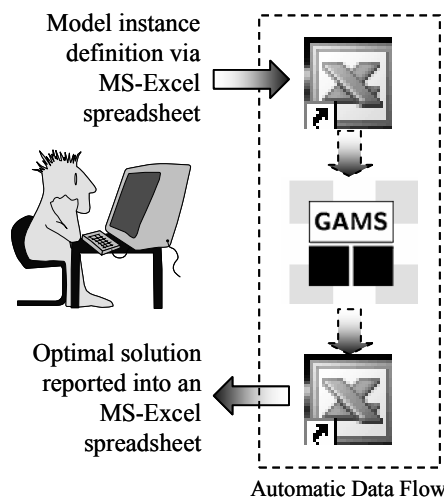 Model instance
definition via
MS-Excel
spreadsheet
GAMS
Optimal solution
reported into an
MS-Excel
spreadsheet
Automatic Data Flow